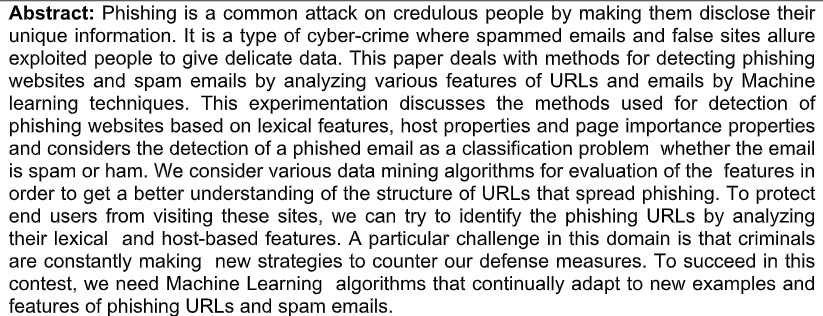 Abstract: Phishing is a common attack on credulous people by making them disclose their
unique information. It is a type of cyber-crime where spammed emails and false sites allure
exploited people to give delicate data. This paper deals with methods for detecting phishing
websites and spam emails by analyzing various features of URLs and emails by Machine
learning techniques. This experimentation discusses the methods used for detection of
phishing websites based on lexical features, host properties and page importance properties
and considers the detection of a phished email as a classification problem whether the email
is spam or ham. We consider various data mining algorithms for evaluation of the features in
order to get a better understanding of the structure of URLs that spread phishing. To protect
end users from visiting these sites, we can try to identify the phishing URLs by analyzing
their lexical and host-based features. A particular challenge in this domain is that criminals
are constantly making new strategies to counter our defense measures. To succeed in this
contest, we need Machine Learning algorithms that continually adapt to new examples and
features of phishing URLs and spam emails.